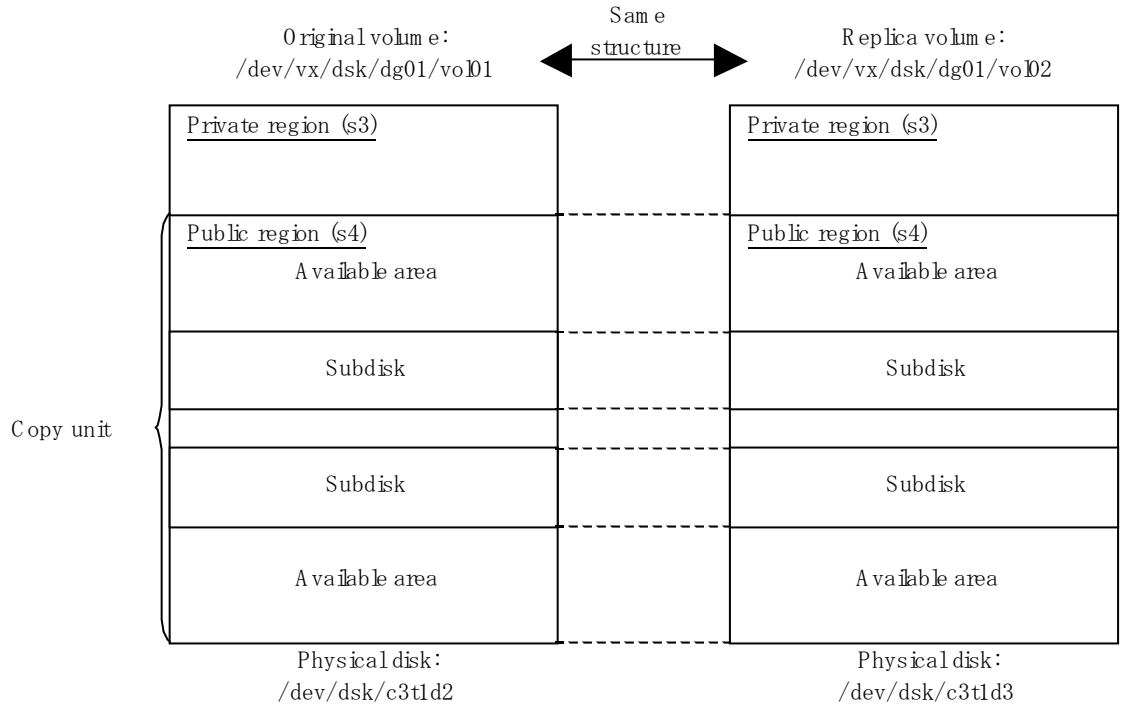 Same
structure
Original volume:
/dev/vx/dsk/dg01/vol01
Replica volume:
/dev/vx/dsk/dg01/vol02
Private region (s3)
Private region (s3)
Public region (s4)
Public region (s4)
Available area
Available area
Subdisk
Subdisk
Copy unit
Subdisk
Subdisk
Available area
Available area
Physical disk:
/dev/dsk/c3t1d2
Physical disk:
/dev/dsk/c3t1d3